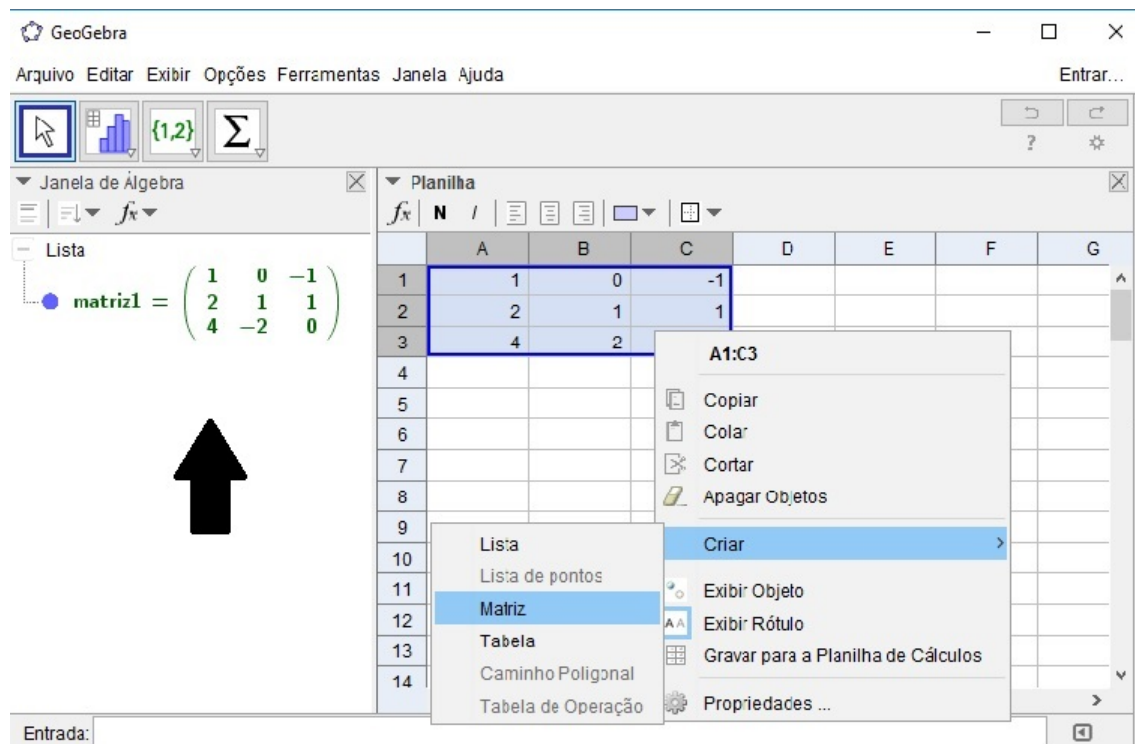 GeoGebra
Arquivo Editar Exibir Opções Ferramentas Janela Ajuda Entrar...
{1,2} Σ ?
Janela de Álgebra
fx
Lista
matriz1 = ( 1 0 −1
2 1 1
4 −2 0 )
Planilha
fx N I
A B C D E F G
1 1 0 -1
2 2 1 1
3 4 2
4
5
6
7
8
9
10
11
12
13
14
A1:C3
Copiar
Colar
Cortar
Apagar Objetos
Criar
Exibir Objeto
AA Exibir Rótulo
Gravar para a Planilha de Cálculos
Propriedades ...
Lista
Lista de pontos
Matriz
Tabela
Caminho Poligonal
Tabela de Operação
Entrada: